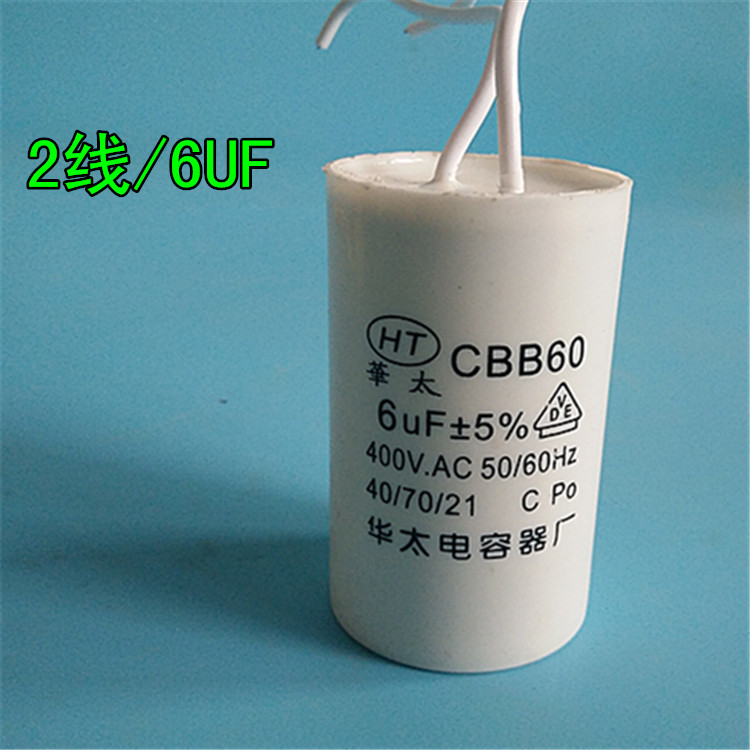 2线/6UF
HT CBB60
華太
6uF±5% VDE
400V.AC 50/60Hz
40/70/21 C Po
华太电容器厂